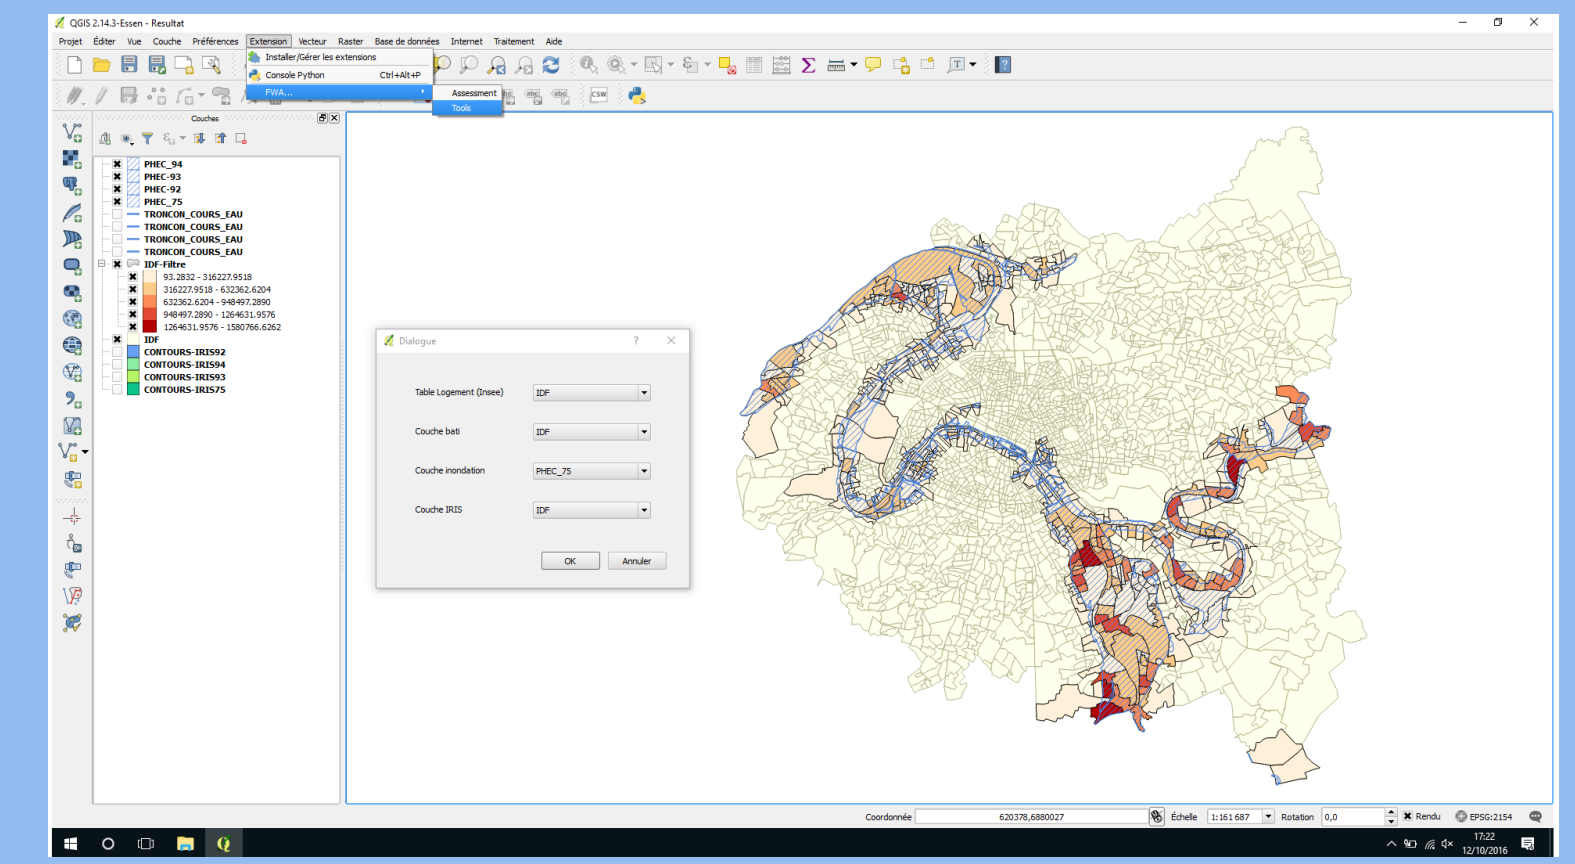 QGIS 2.14.3-Essen - Resultat
Projet Éditer Vue Couche Préférences Extension Vecteur Raster Base de données Internet Traitement Aide
Installer/Gérer les extensions
Console Python Ctrl+Alt+P
FWA...
Assessment
Tools
abc abc abc CSW
Couches
PHEC_94
PHEC-93
PHEC-92
PHEC_75
TRONCON_COURS_EAU
TRONCON_COURS_EAU
TRONCON_COURS_EAU
TRONCON_COURS_EAU
IDF-Filtre
93.2832 - 316227.9518
316227.9518 - 632362.6204
632362.6204 - 948497.2890
948497.2890 - 1264631.9576
1264631.9576 - 1580766.6262
IDF
CONTOURS-IRIS92
CONTOURS-IRIS94
CONTOURS-IRIS93
CONTOURS-IRIS75
Dialogue
Table Logement (Insee) IDF
Couche bati IDF
Couche inondation PHEC_75
Couche IRIS IDF
OK Annuler
Coordonnée 620378,6880027 Échelle 1:161 687 Rotation 0,0 Rendu EPSG:2154
17:22
12/10/2016